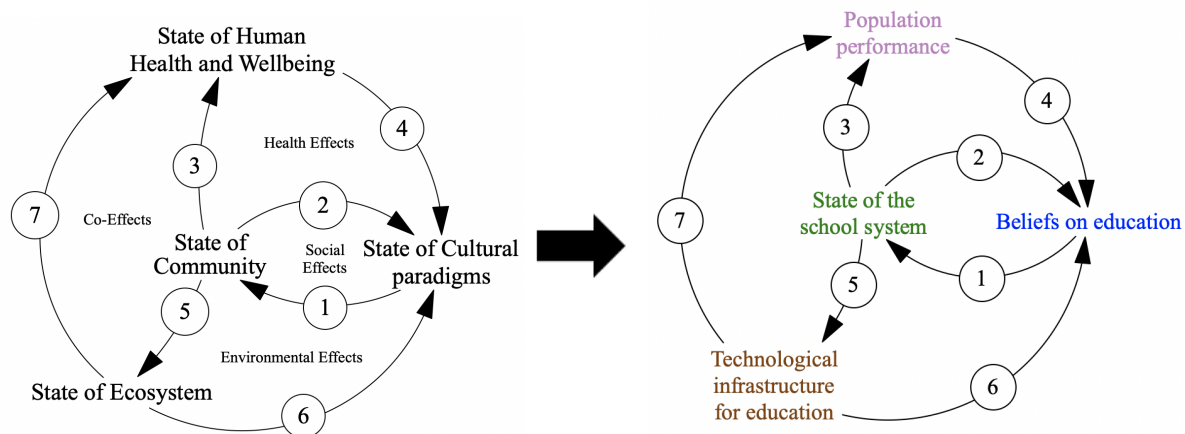 State of Human
Health and Wellbeing
4
Health Effects
3
7
Co-Effects
2
State of
Community
Social
Effects
State of Cultural
paradigms
1
5
Environmental Effects
State of Ecosystem
6
Population
performance
4
3
2
7
State of the
school system
Beliefs on education
1
5
Technological
infrastructure
for education
6